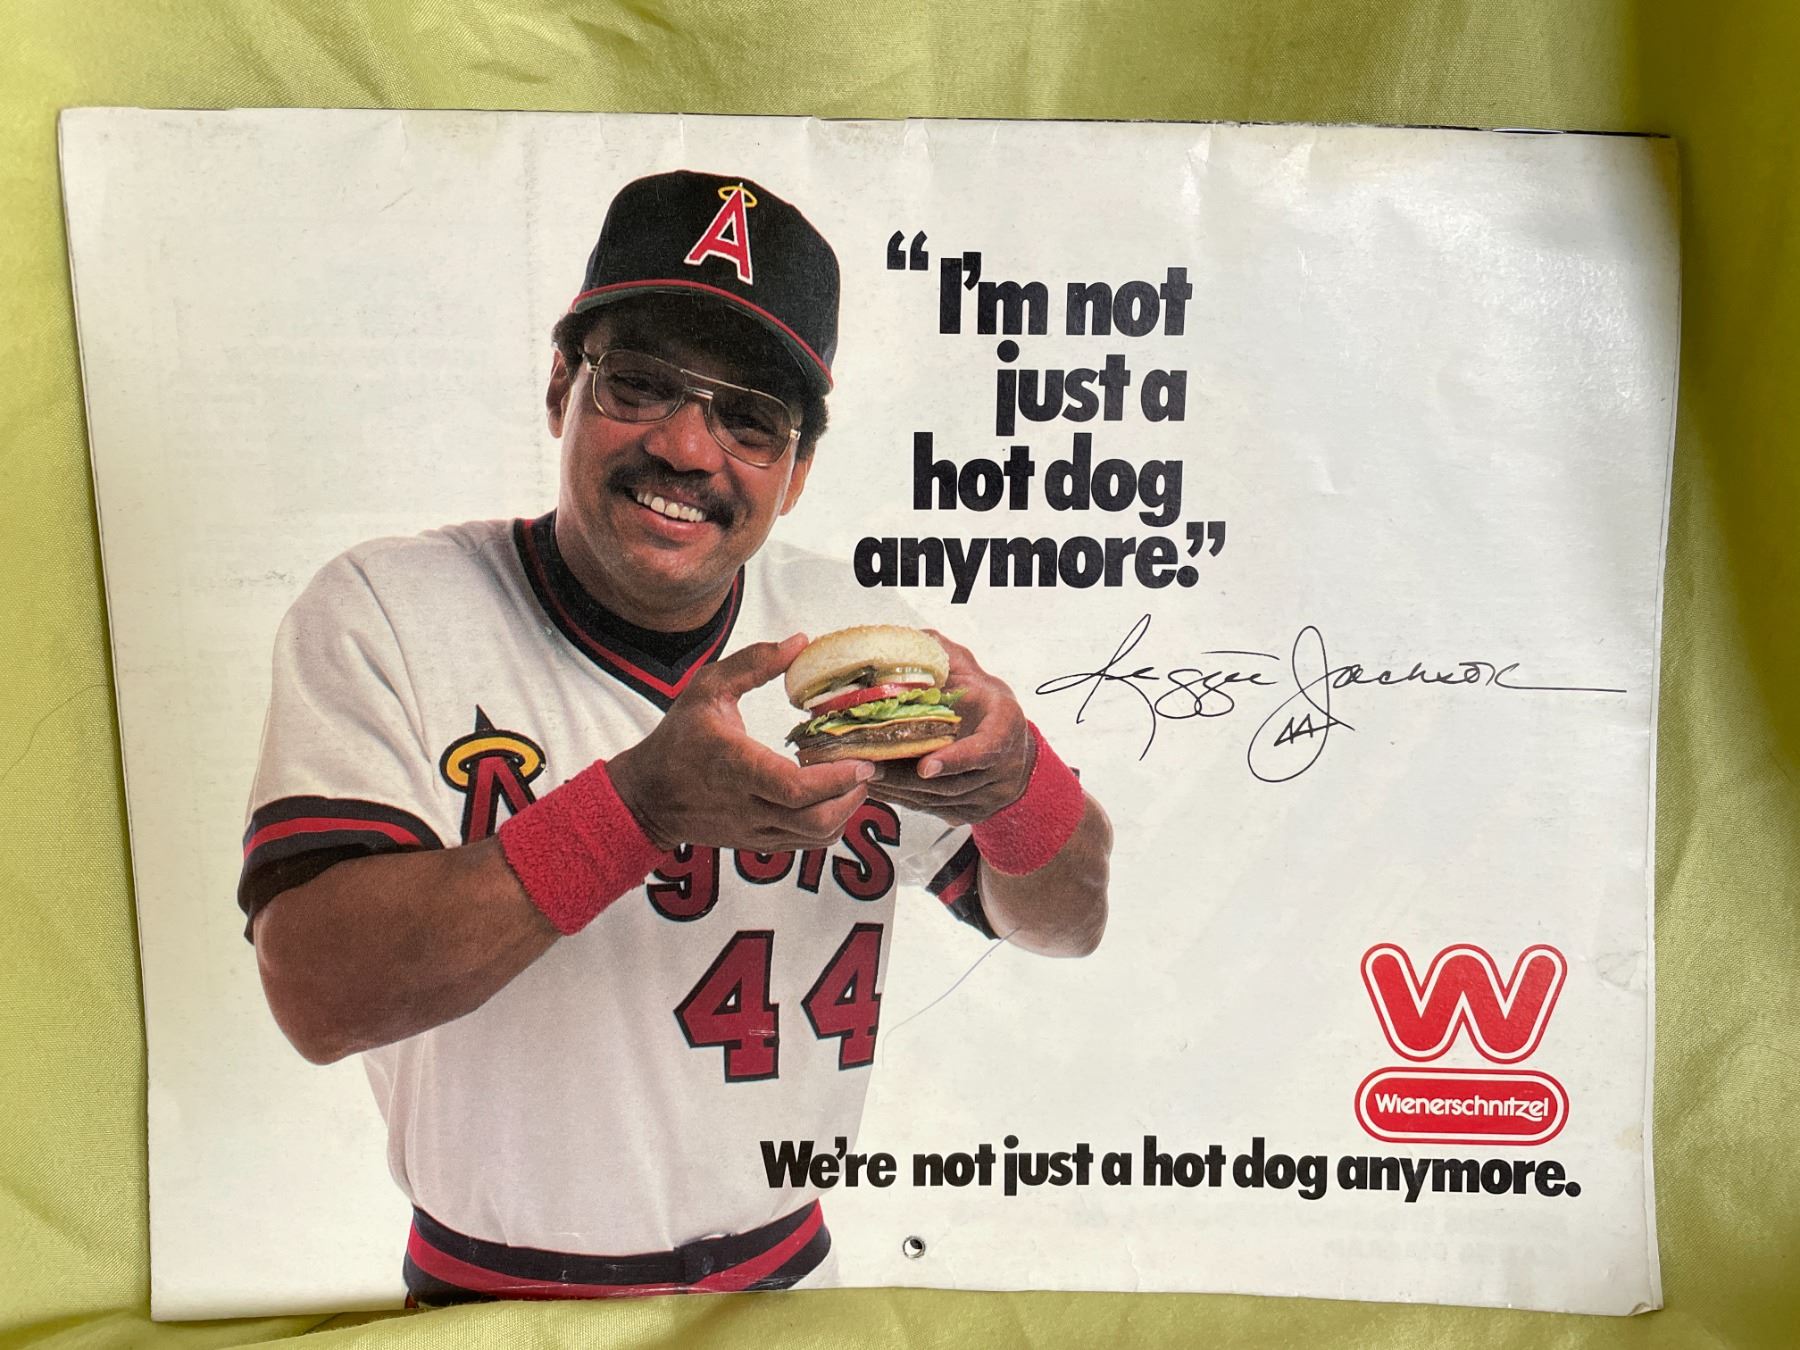 A
"I'm not
just a
hot dog
anymore."
Reggie Jackson
44
Angels
44
W
Wienerschnitzel
We're not just a hot dog anymore.